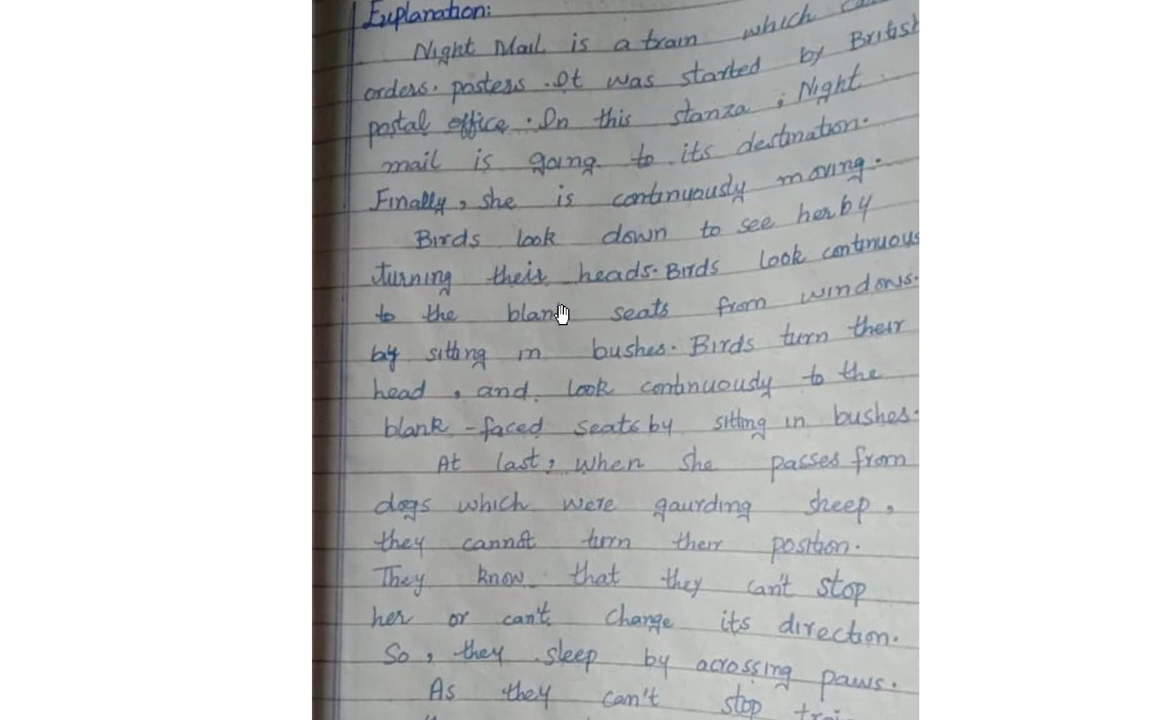 Explanation:
Night Mail is a train which
orders. posters. It was started by British
postal office. In this stanza, Night
mail is going to its destination.
Finally, she is continuously moving.
Birds look down to see her by
turning their heads. Birds look continuous
to the blank seats from windows.
by sitting in bushes. Birds turn their
head, and look continuously to the
blank-faced seats by sitting in bushes.
At last, when she passes from
dogs which were gaurding sheep,
they cannot turn their position.
They know that they can't stop
her or can't change its direction.
So, they sleep by acrossing paws.
As they can't stop